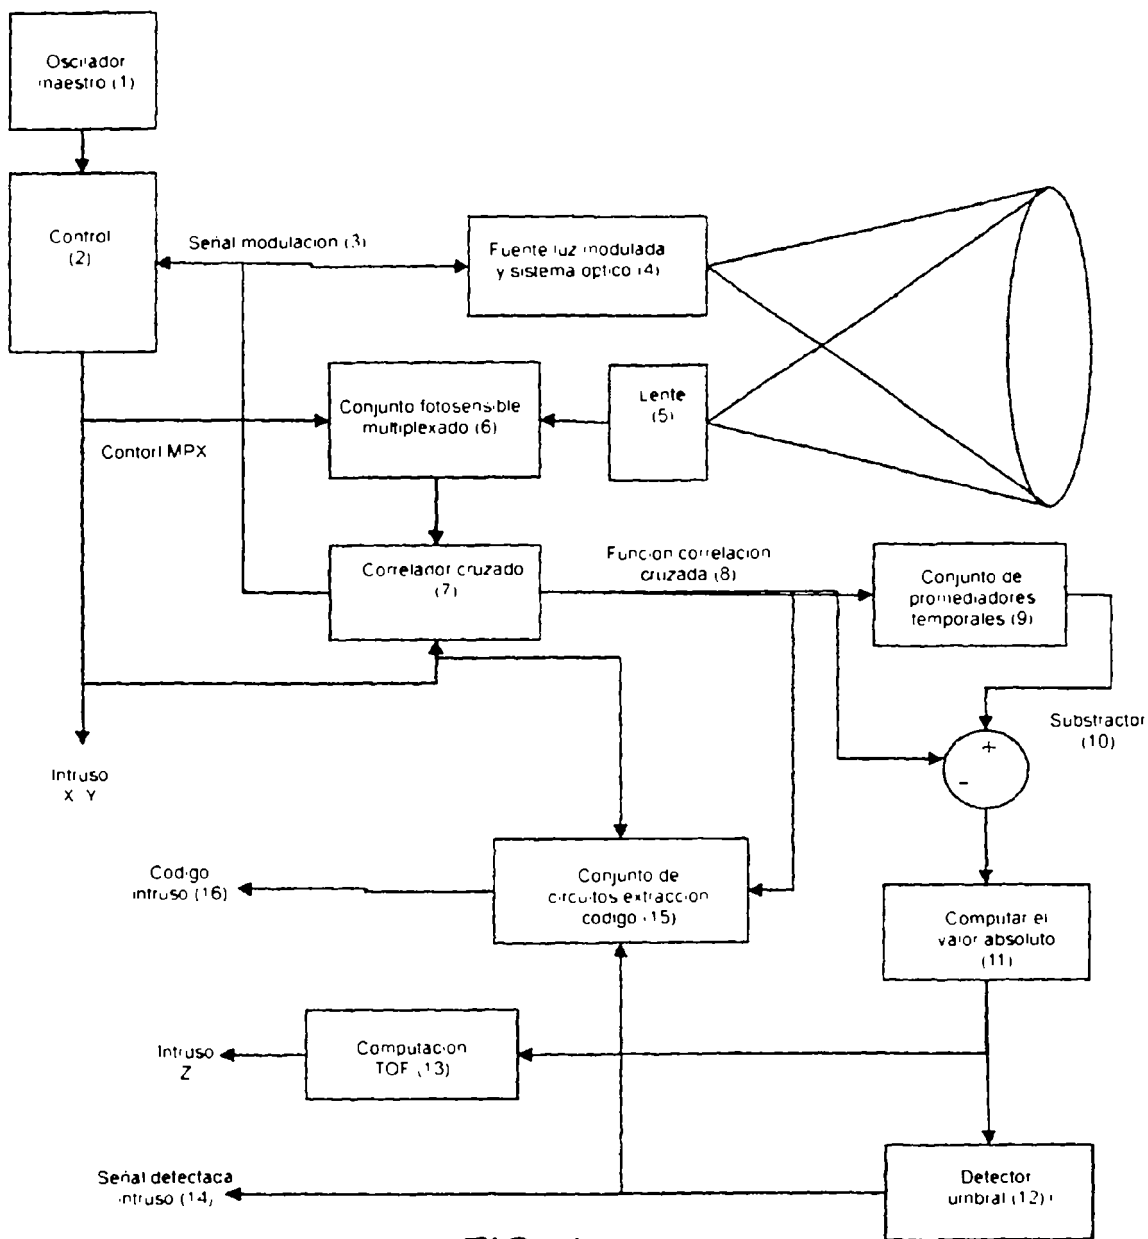 Oscilador
maestro (1)
Control
(2)
Señal modulacion (3)
Fuente luz modulada
y sistema optico (4)
Conjunto fotosensible
multiplexado (6)
Lente
(5)
Contorl MPX
Correlador cruzado
(7)
Funcion correlacion
cruzada (8)
Conjunto de
promediadores
temporales (9)
Substractor
(10)
+
-
Intruso
X Y
Codigo
intruso (16)
Conjunto de
circuitos extraccion
codigo (15)
Computar el
valor absoluto
(11)
Intruso
Z
Computacion
TOF (13)
Señal detectada
intruso (14)
Detector
umbral (12)